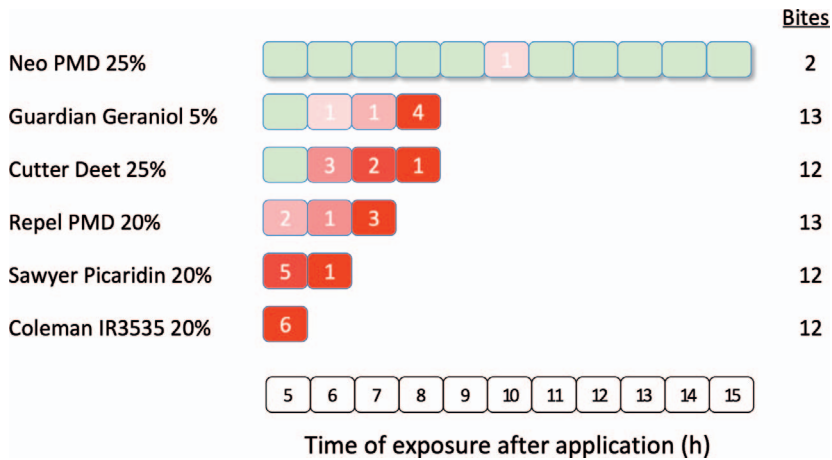 Bites
Neo PMD 25% 1 2
Guardian Geraniol 5% 1 1 4 13
Cutter Deet 25% 3 2 1 12
Repel PMD 20% 2 1 3 13
Sawyer Picaridin 20% 5 1 12
Coleman IR3535 20% 6 12
5 6 7 8 9 10 11 12 13 14 15
Time of exposure after application (h)